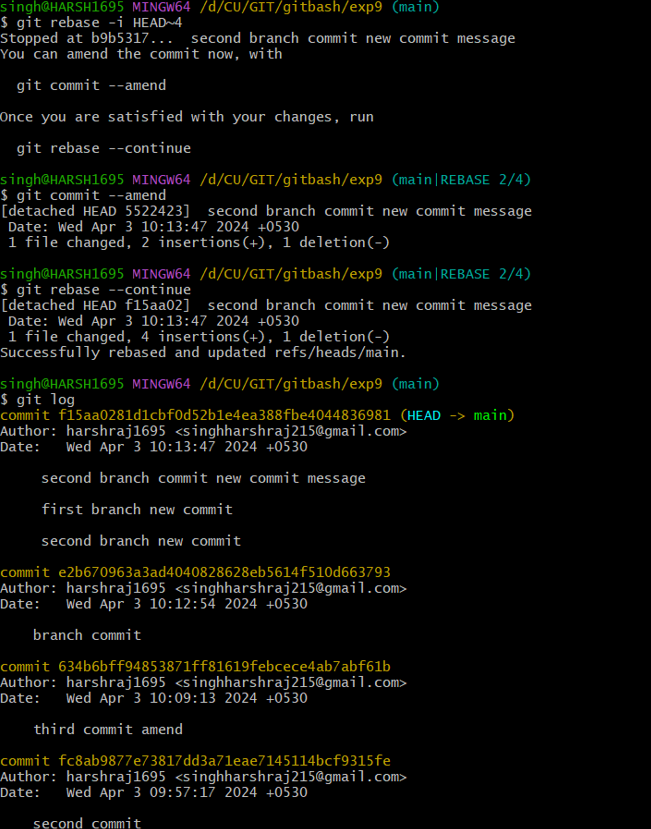 singh@HARSH1695 MINGW64 /d/CU/GIT/gitbash/exp9 (main)
$ git rebase -i HEAD~4
Stopped at b9b5317...  second branch commit new commit message
You can amend the commit now, with
git commit --amend
Once you are satisfied with your changes, run
git rebase --continue
singh@HARSH1695 MINGW64 /d/CU/GIT/gitbash/exp9 (main|REBASE 2/4)
$ git commit --amend
[detached HEAD 5522423]  second branch commit new commit message
Date: Wed Apr 3 10:13:47 2024 +0530
1 file changed, 2 insertions(+), 1 deletion(-)
singh@HARSH1695 MINGW64 /d/CU/GIT/gitbash/exp9 (main|REBASE 2/4)
$ git rebase --continue
[detached HEAD f15aa02]  second branch commit new commit message
Date: Wed Apr 3 10:13:47 2024 +0530
1 file changed, 4 insertions(+), 1 deletion(-)
Successfully rebased and updated refs/heads/main.
singh@HARSH1695 MINGW64 /d/CU/GIT/gitbash/exp9 (main)
$ git log
commit f15aa0281d1cbf0d52b1e4ea388fbe4044836981 (HEAD -> main)
Author: harshraj1695 <singhharshraj215@gmail.com>
Date:   Wed Apr 3 10:13:47 2024 +0530
second branch commit new commit message
first branch new commit
second branch new commit
commit e2b670963a3ad4040828628eb5614f510d663793
Author: harshraj1695 <singhharshraj215@gmail.com>
Date:   Wed Apr 3 10:12:54 2024 +0530
branch commit
commit 634b6bff94853871ff81619febcece4ab7abf61b
Author: harshraj1695 <singhharshraj215@gmail.com>
Date:   Wed Apr 3 10:09:13 2024 +0530
third commit amend
commit fc8ab9877e73817dd3a71eae7145114bcf9315fe
Author: harshraj1695 <singhharshraj215@gmail.com>
Date:   Wed Apr 3 09:57:17 2024 +0530
second commit